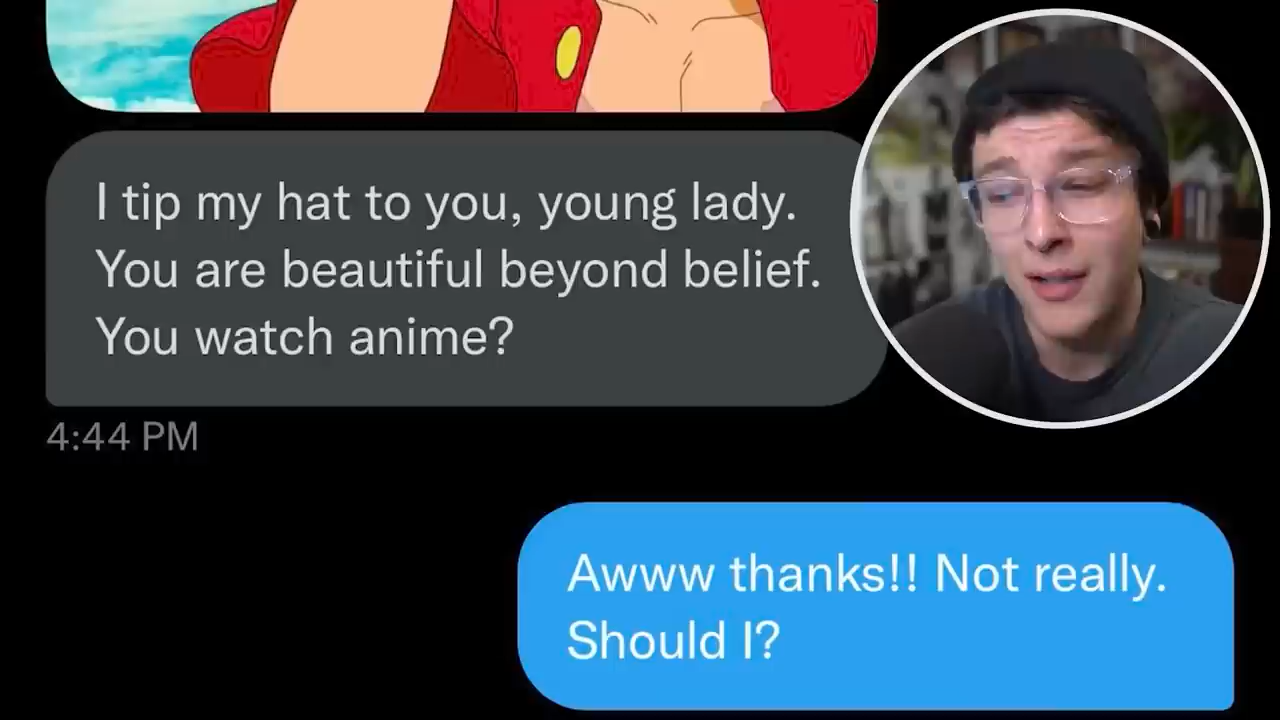 I tip my hat to you, young lady.
You are beautiful beyond belief.
You watch anime?
4:44 PM
Awww thanks!! Not really.
Should I?